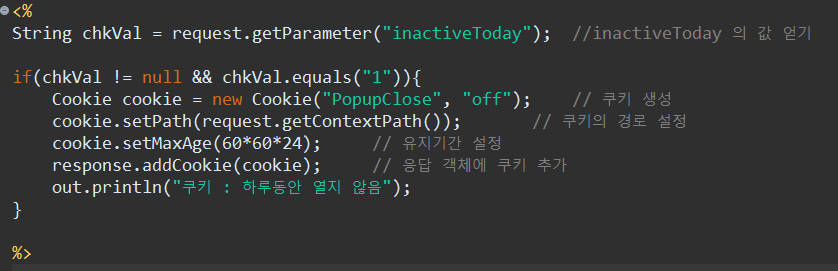 <%
String chkVal = request.getParameter("inactiveToday");  //inactiveToday 의 값 얻기
if(chkVal != null && chkVal.equals("1")){
    Cookie cookie = new Cookie("PopupClose", "off");    // 쿠키 생성
    cookie.setPath(request.getContextPath());       // 쿠키의 경로 설정
    cookie.setMaxAge(60*60*24);     // 유지기간 설정
    response.addCookie(cookie);     // 응답 객체에 쿠키 추가
    out.println("쿠키 : 하루동안 열지 않음");
}
%>